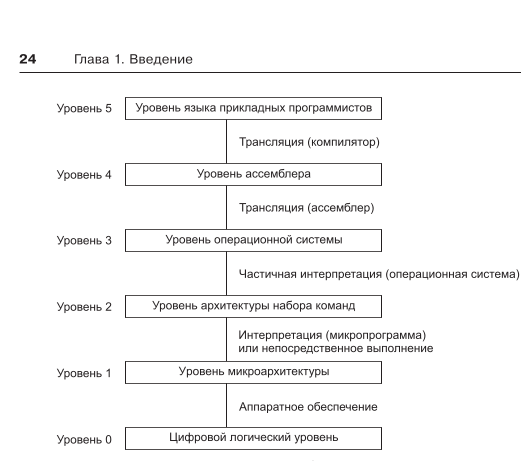 24 Глава 1. Введение
Уровень 5 Уровень языка прикладных программистов
Трансляция (компилятор)
Уровень 4 Уровень ассемблера
Трансляция (ассемблер)
Уровень 3 Уровень операционной системы
Частичная интерпретация (операционная система)
Уровень 2 Уровень архитектуры набора команд
Интерпретация (микропрограмма)
или непосредственное выполнение
Уровень 1 Уровень микроархитектуры
Аппаратное обеспечение
Уровень 0 Цифровой логический уровень